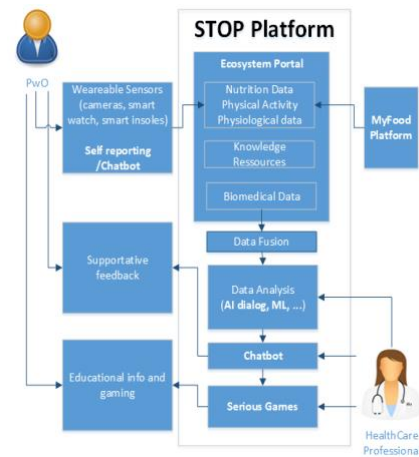 STOP Platform
PwO
Weareable Sensors
(cameras, smart
watch, smart insoles)
Self reporting
/Chatbot
Ecosystem Portal
Nutrition Data
Physical Activity
Physiological data
Knowledge
Ressources
Biomedical Data
MyFood
Platform
Data Fusion
Supportative
feedback
Data Analysis
(AI dialog, ML, ...)
Chatbot
Educational info and
gaming
Serious Games
HealthCare
Professional